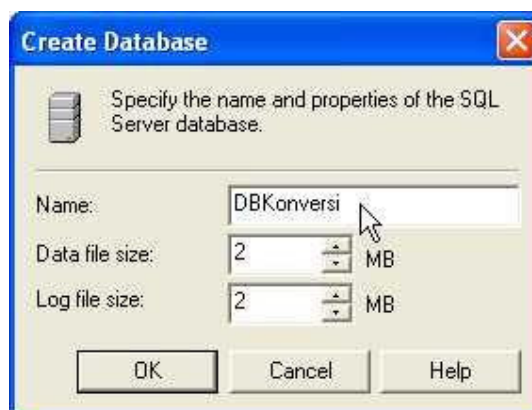 Create Database
Specify the name and properties of the SQL
Server database.
Name: DBKonversi
Data file size: 2 MB
Log file size: 2 MB
OK Cancel Help